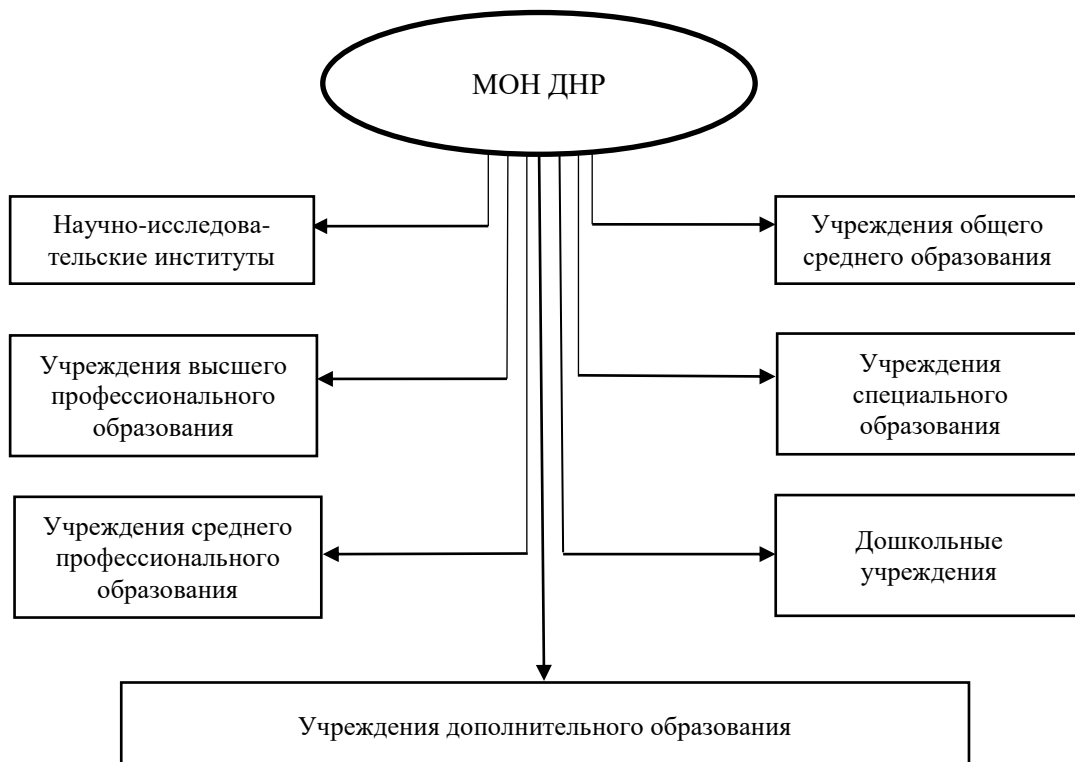 МОН ДНР
Научно-исследова-
тельские институты
Учреждения высшего
профессионального
образования
Учреждения среднего
профессионального
образования
Учреждения общего
среднего образования
Учреждения
специального
образования
Дошкольные
учреждения
Учреждения дополнительного образования